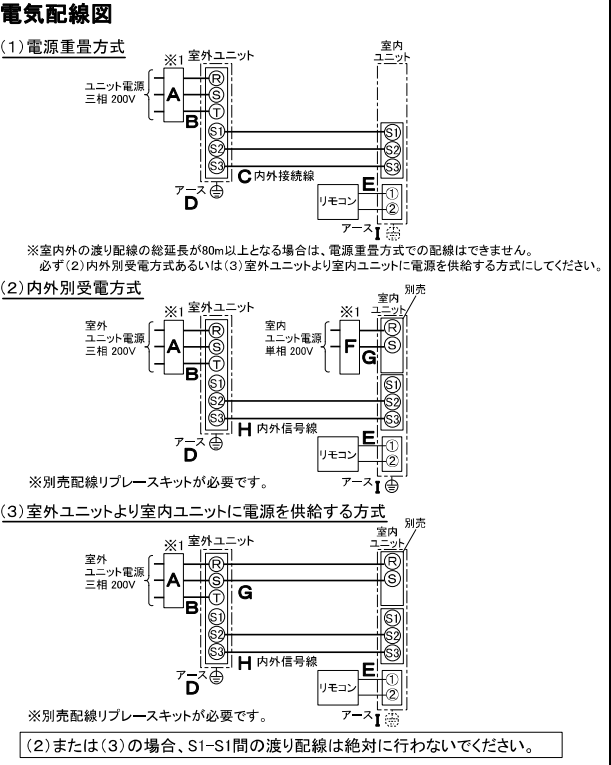 電気配線図
(1)電源重畳方式
※1 室外ユニット
室内
ユニット
ユニット電源
三相 200V
A
B
R
S
T
S1
S2
S3
S1
S2
S3
C 内外接続線
アース
D
E
リモコン
①
②
アース I
※室内外の渡り配線の総延長が80m以上となる場合は、電源重畳方式での配線はできません。
必ず(2)内外別受電方式あるいは(3)室外ユニットより室内ユニットに電源を供給する方式にしてください。
(2)内外別受電方式
※1 室外ユニット
※1
室内
ユニット
別売
室外
ユニット電源
三相 200V
A
B
R
S
T
S1
S2
S3
室内
ユニット電源
単相 200V
F
G
R
S
S1
S2
S3
H 内外信号線
アース
D
E
リモコン
①
②
アース I
※別売配線リプレースキットが必要です。
(3)室外ユニットより室内ユニットに電源を供給する方式
※1 室外ユニット
室内
ユニット
別売
室外
ユニット電源
三相 200V
A
B
R
S
T
G
S1
S2
S3
R
S
S1
S2
S3
H 内外信号線
アース
D
E
リモコン
①
②
アース I
※別売配線リプレースキットが必要です。
(2)または(3)の場合、S1-S1間の渡り配線は絶対に行わないでください。